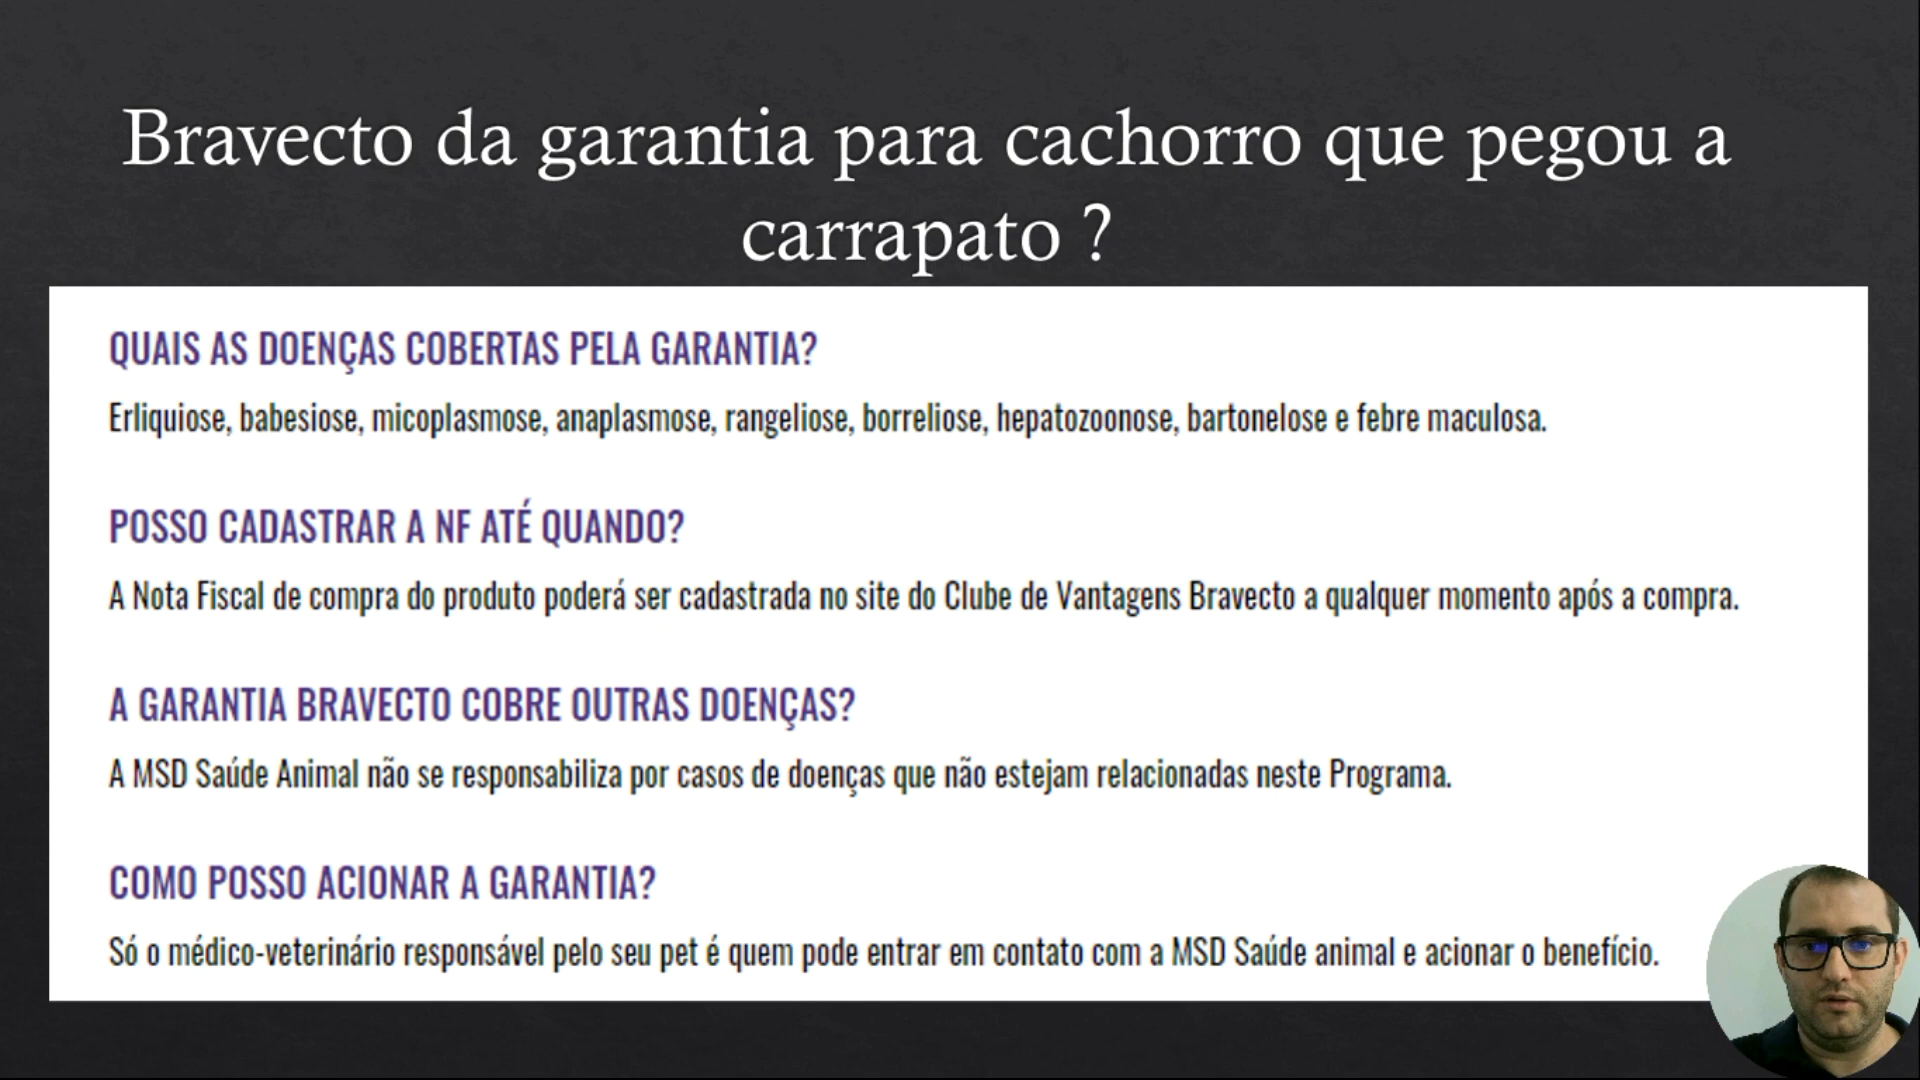 Bravecto da garantia para cachorro que pegou a
carrapato ?
QUAIS AS DOENÇAS COBERTAS PELA GARANTIA?
Erliquiose, babesiose, micoplasmose, anaplasmose, rangeliose, borreliose, hepatozoonose, bartonelose e febre maculosa.
POSSO CADASTRAR A NF ATÉ QUANDO?
A Nota Fiscal de compra do produto poderá ser cadastrada no site do Clube de Vantagens Bravecto a qualquer momento após a compra.
A GARANTIA BRAVECTO COBRE OUTRAS DOENÇAS?
A MSD Saúde Animal não se responsabiliza por casos de doenças que não estejam relacionadas neste Programa.
COMO POSSO ACIONAR A GARANTIA?
Só o médico-veterinário responsável pelo seu pet é quem pode entrar em contato com a MSD Saúde animal e acionar o benefício.